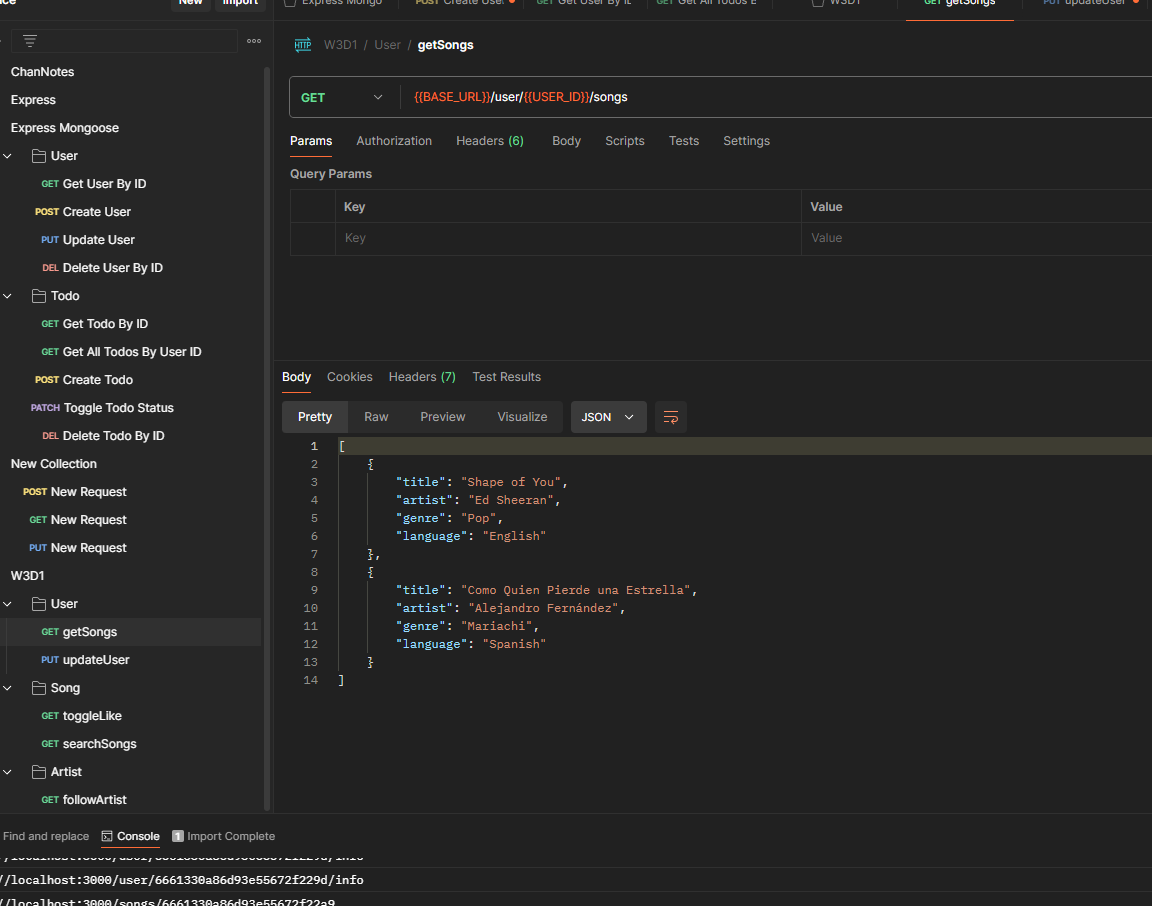 New Import
Express Mongo POST Create Use GET Get User By ID GET Get All Todos E W3D1 GET getSongs PUT updateUser
HTTP W3D1 / User / getSongs
ChanNotes
Express
Express Mongoose
User
GET Get User By ID
POST Create User
PUT Update User
DEL Delete User By ID
Todo
GET Get Todo By ID
GET Get All Todos By User ID
POST Create Todo
PATCH Toggle Todo Status
DEL Delete Todo By ID
New Collection
POST New Request
GET New Request
PUT New Request
W3D1
User
GET getSongs
PUT updateUser
Song
GET toggleLike
GET searchSongs
Artist
GET followArtist
GET {{BASE_URL}}/user/{{USER_ID}}/songs
Params Authorization Headers (6) Body Scripts Tests Settings
Query Params
Key Value
Key Value
Body Cookies Headers (7) Test Results
Pretty Raw Preview Visualize JSON
1 [
2 {
3 "title": "Shape of You",
4 "artist": "Ed Sheeran",
5 "genre": "Pop",
6 "language": "English"
7 },
8 {
9 "title": "Como Quien Pierde una Estrella",
10 "artist": "Alejandro Fernández",
11 "genre": "Mariachi",
12 "language": "Spanish"
13 }
14 ]
Find and replace Console 1 Import Complete
//localhost:3000/user/6661330a86d93e55672f229d/info
//localhost:3000/songs/6661330a86d93e55672f22a9